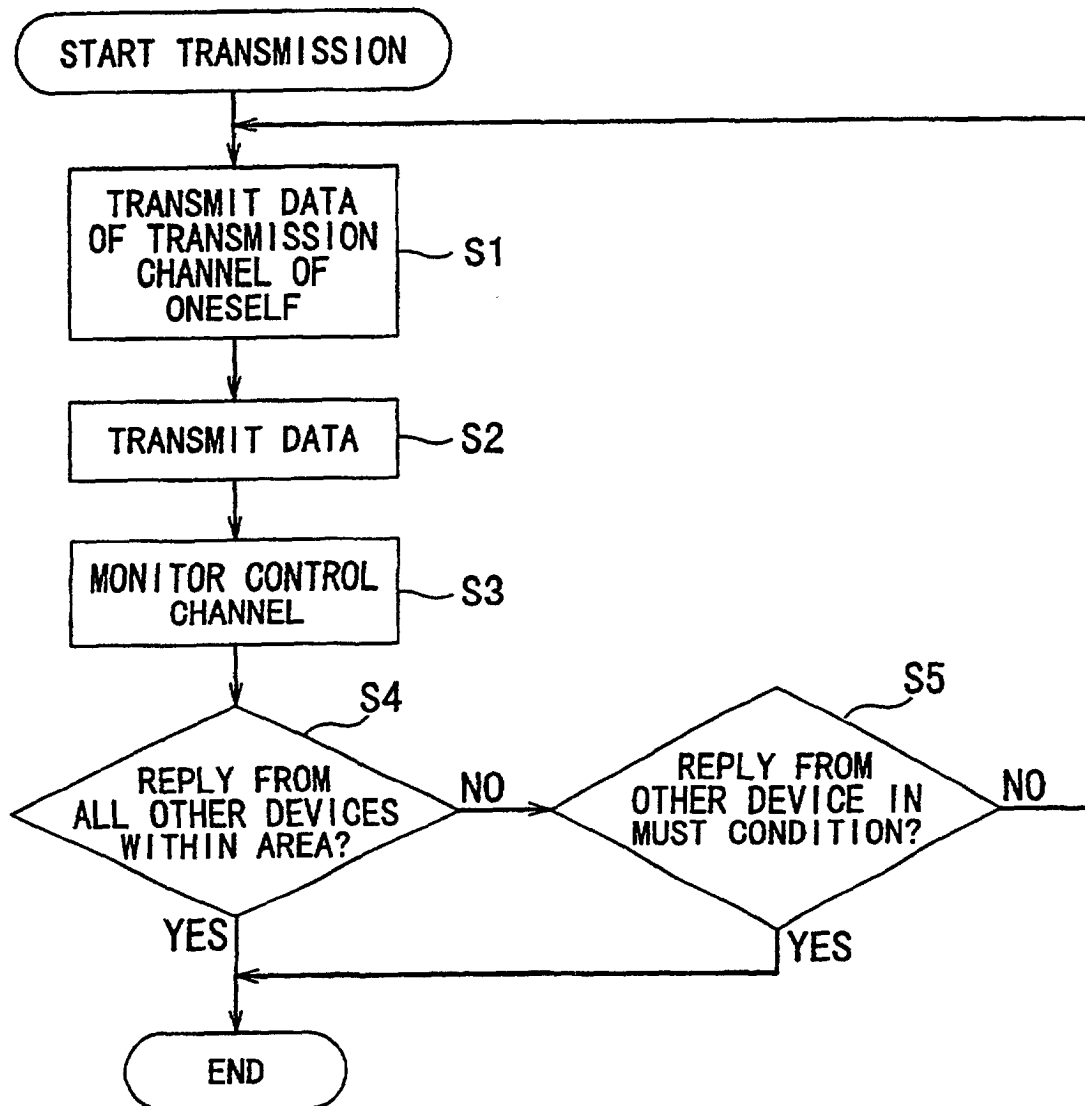 START TRANSMISSION
TRANSMIT DATA
OF TRANSMISSION
CHANNEL OF
ONESELF
S1
TRANSMIT DATA
S2
MONITOR CONTROL
CHANNEL
S3
S4
REPLY FROM
ALL OTHER DEVICES
WITHIN AREA?
NO
YES
S5
REPLY FROM
OTHER DEVICE IN
MUST CONDITION?
NO
YES
END